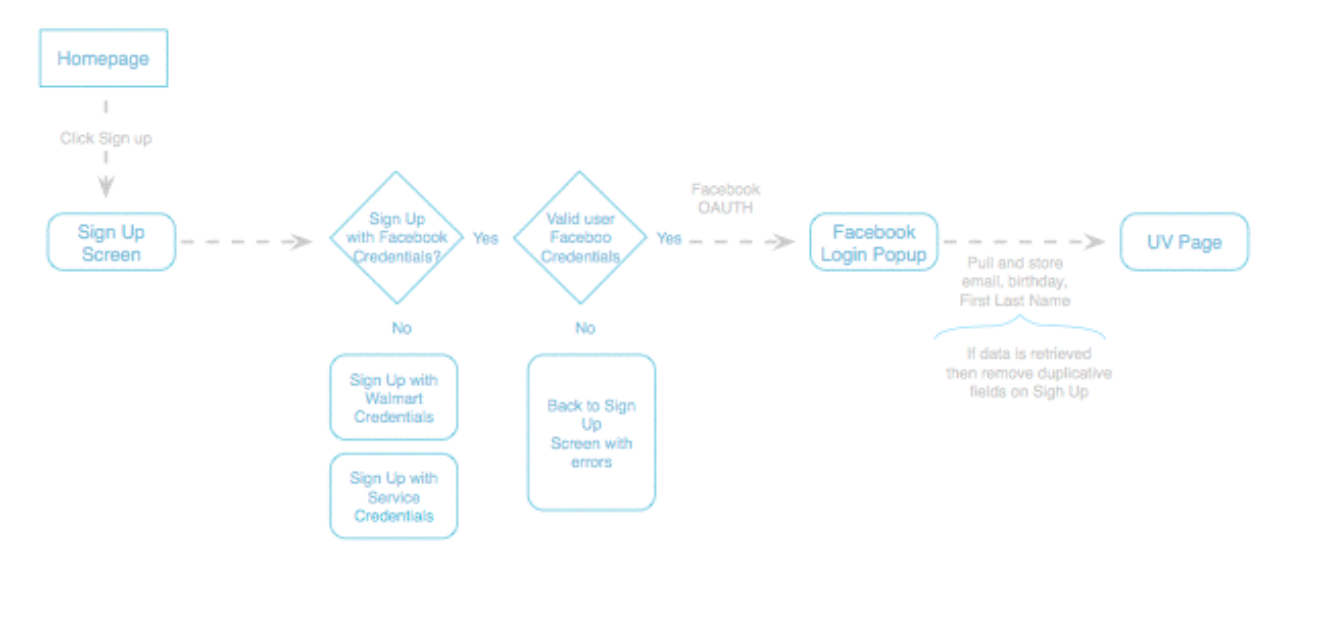 Homepage
Click Sign up
Sign Up
Screen
Sign Up
with Facebook
Credentials?
Yes
Valid user
Faceboo
Credentials
Yes
Facebook
OAUTH
Facebook
Login Popup
UV Page
Pull and store
email, birthday,
First Last Name
If data is retrieved
then remove duplicative
fields on Sigh Up
No
No
Sign Up with
Walmart
Credentials
Back to Sign
Up
Screen with
errors
Sign Up with
Service
Credentials